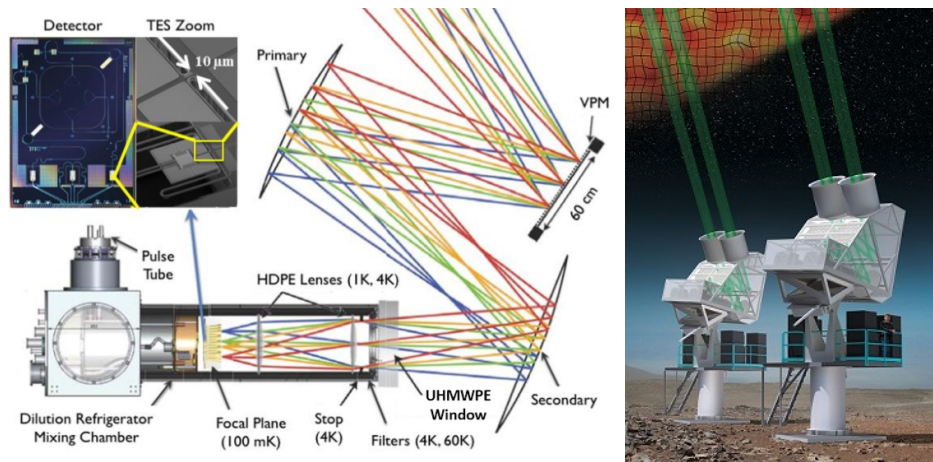 Detector
TES Zoom
10 μm
Primary
VPM
60 cm
Pulse
Tube
HDPE Lenses (1K, 4K)
UHMWPE
Window
Secondary
Dilution Refrigerator
Mixing Chamber
Focal Plane
(100 mK)
Stop
(4K)
Filters (4K, 60K)